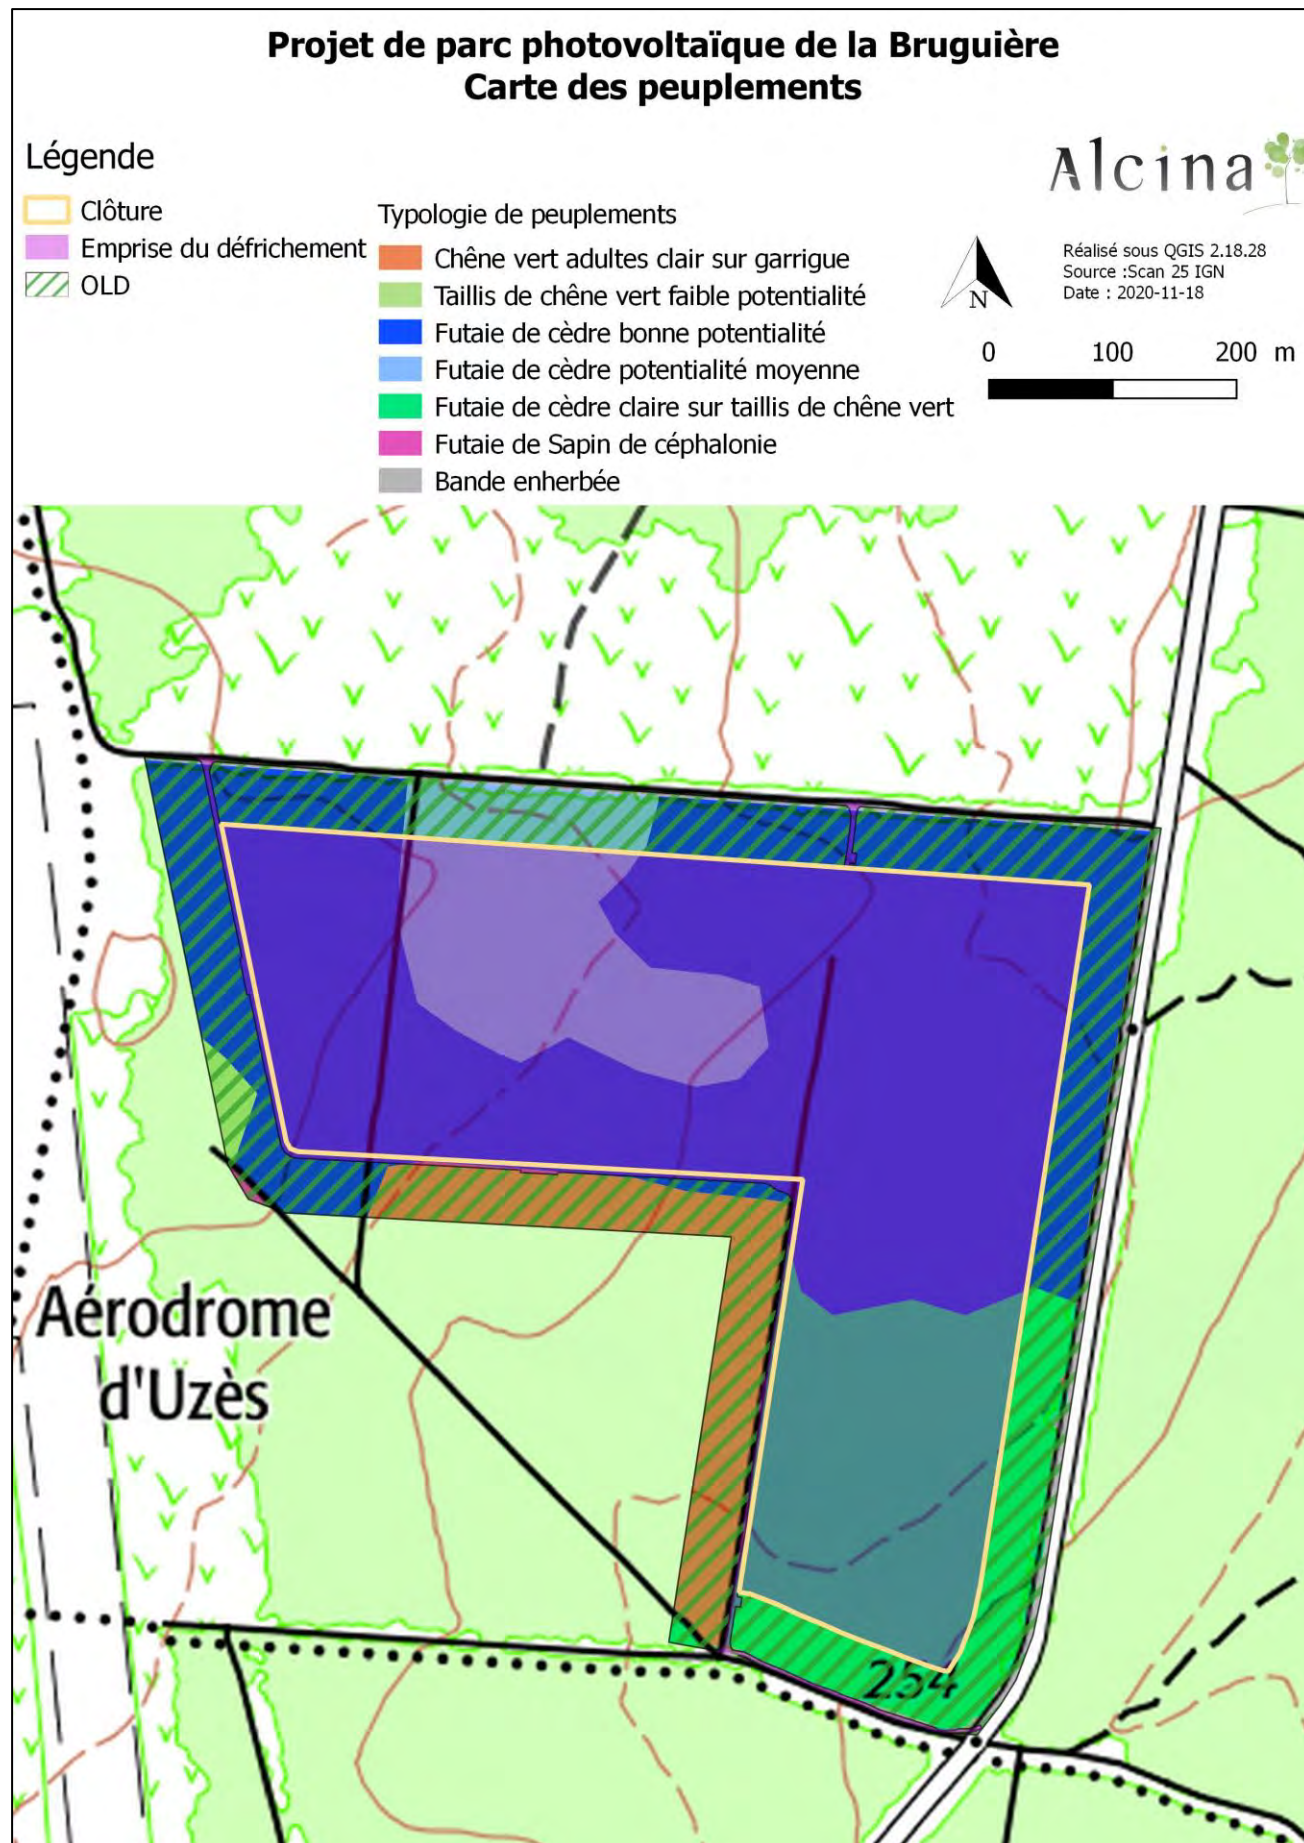 Projet de parc photovoltaïque de la Bruguière
Carte des peuplements
Légende
Clôture
Emprise du défrichement
OLD
Typologie de peuplements
Chêne vert adultes clair sur garrigue
Taillis de chêne vert faible potentialité
Futaie de cèdre bonne potentialité
Futaie de cèdre potentialité moyenne
Futaie de cèdre claire sur taillis de chêne vert
Futaie de Sapin de céphalonie
Bande enherbée
Alcina
N
Réalisé sous QGIS 2.18.28
Source :Scan 25 IGN
Date : 2020-11-18
0 100 200 m
Aérodrome
d'Uzès
254